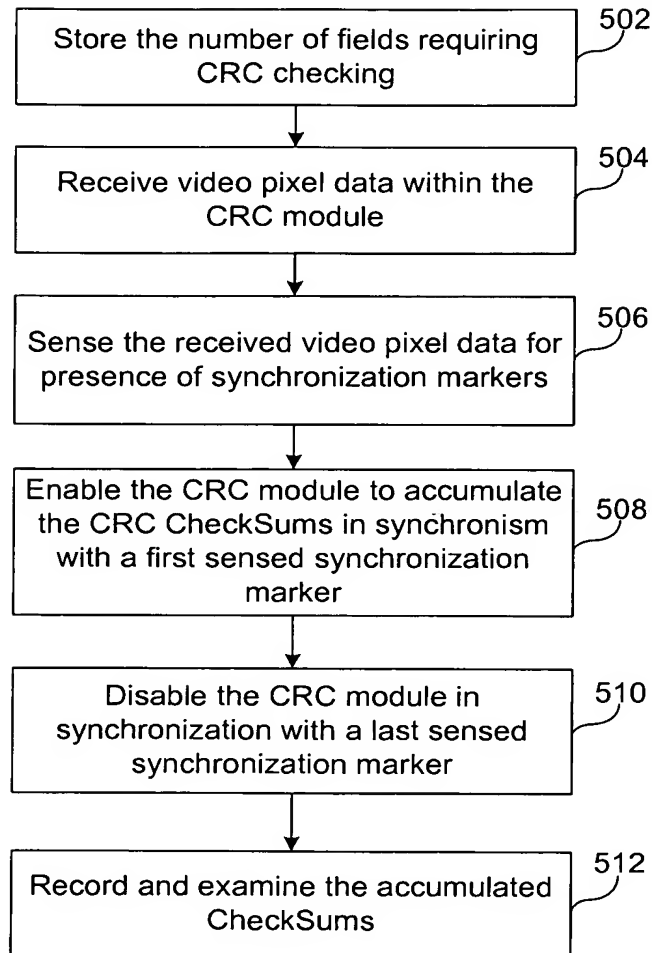 Store the number of fields requiring
CRC checking
502
Receive video pixel data within the
CRC module
504
Sense the received video pixel data for
presence of synchronization markers
506
Enable the CRC module to accumulate
the CRC CheckSums in synchronism
with a first sensed synchronization
marker
508
Disable the CRC module in
synchronization with a last sensed
synchronization marker
510
Record and examine the accumulated
CheckSums
512